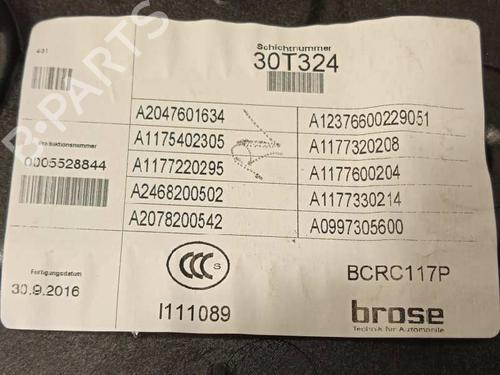 Schichtnummer
30T324
Produktionsnummer
0005528844
A2047601634
A1175402305
A1177220295
A2468200502
A2078200542
A12376600229051
A1177320208
A1177600204
A1177330214
A0997305600
Fertigungsdatum
30.9.2016
CCC S
I111089
BCRC117P
brose
Technik für Automobile